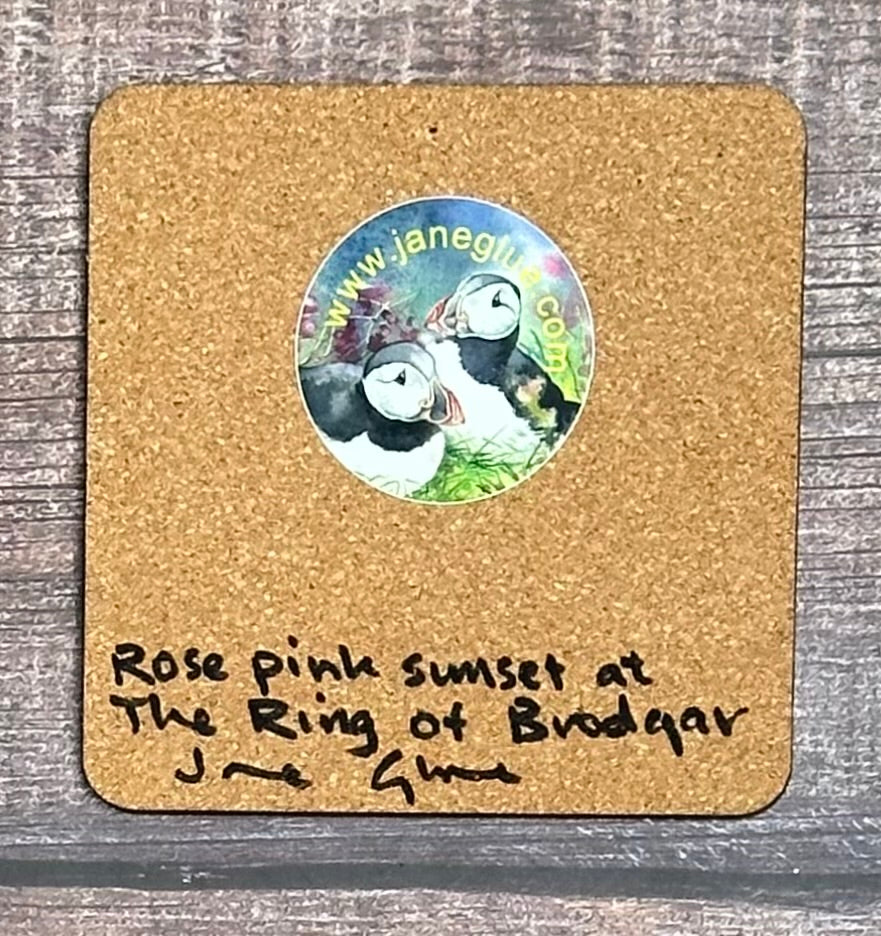 www.janeglue.com
Rose pink sunset at
The Ring of Brodgar
Jane Glue